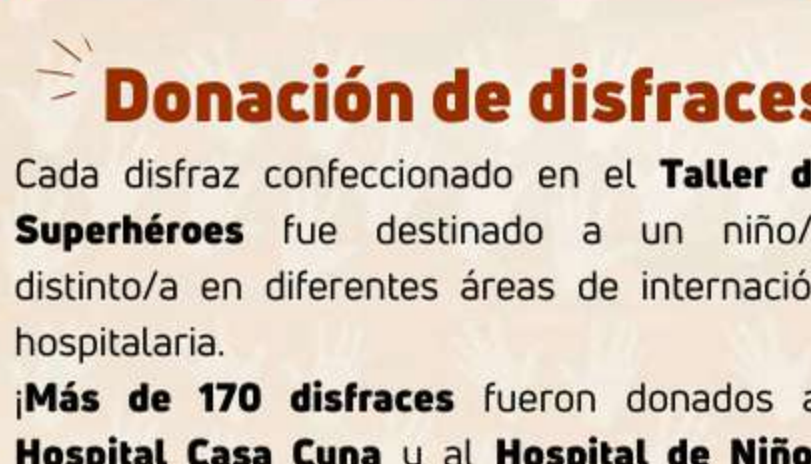 Donación de disfraces
Cada disfraz confeccionado en el Taller d
Superhéroes fue destinado a un niño/
distinto/a en diferentes áreas de internació
hospitalaria.
¡Más de 170 disfraces fueron donados a
Hospital Casa Cuna y al Hospital de Niño